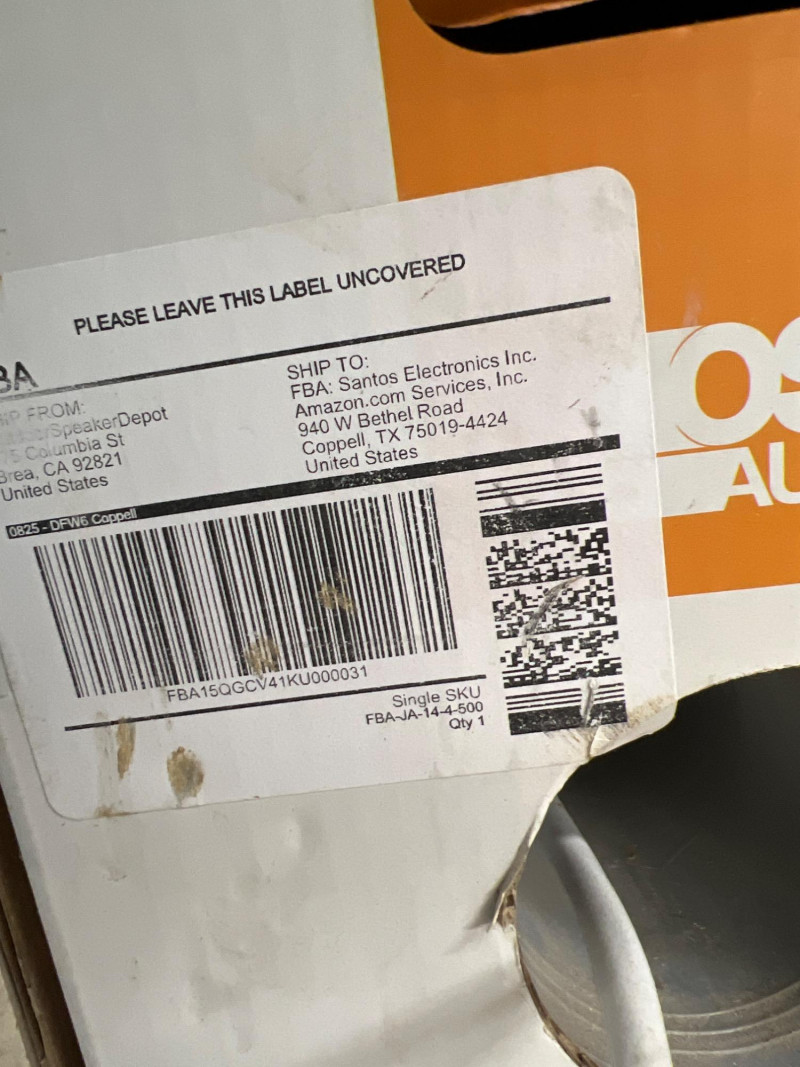 PLEASE LEAVE THIS LABEL UNCOVERED
BA
SHIP FROM:
SpeakerDepot
75 Columbia St
Brea, CA 92821
United States
SHIP TO:
FBA: Santos Electronics Inc.
Amazon.com Services, Inc.
940 W Bethel Road
Coppell, TX 75019-4424
United States
0825 - DFW6 Coppell
FBA15QGCV41KU000031
Single SKU
FBA-JA-14-4-500
Qty 1
OS
AU